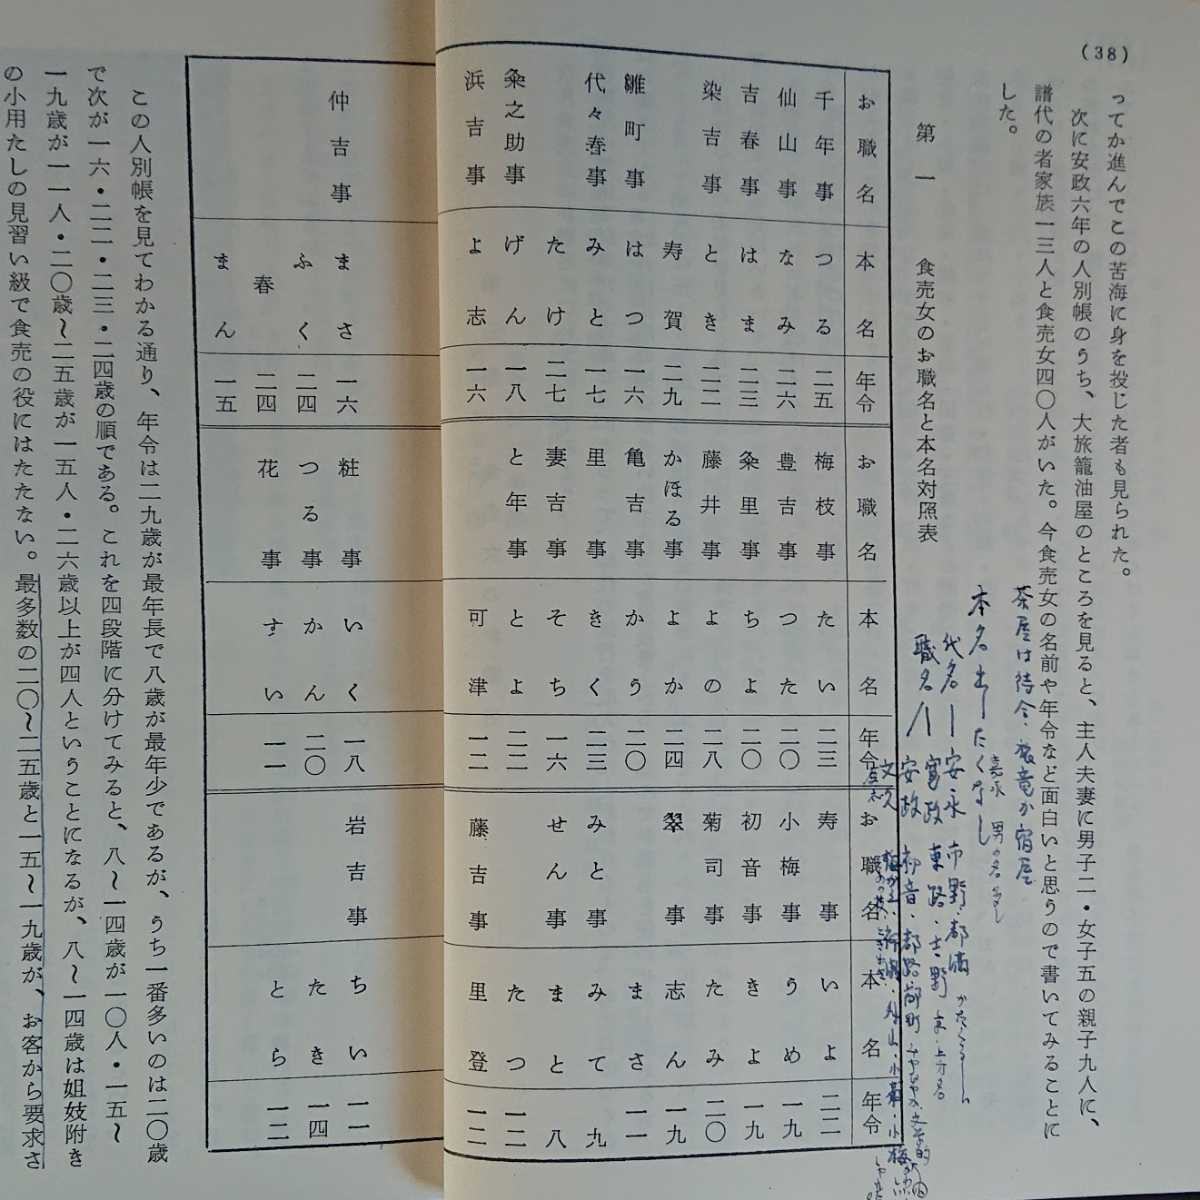 (38)
ってか進んでこの苦海に身を投じた者も見られた。
次に安政六年の人別帳のうち、大旅籠油屋のところを見ると、主人夫妻に男子二・女子五の親子九人に、
譜代の者家族一三人と食売女四〇人がいた。今食売女の名前や年令など面白いと思うので書いてみることに
した。
第一　食売女のお職名と本名対照表
茶屋は待合
か宿屋
本名出したくなし
男の名
代名 安永 市野・都
職名 寛政 東路・吉野
安政 初音・都路
文久
お職名 本名 年令
千年事 つる 二五
仙山事 なみ 二六
吉春事 はま 二三
染吉事 とき 二二
寿賀 二九
雛町事 はつ 一六
代々春事 みと 一七
たけ 二七
粂之助事 げん 一八
浜吉事 よ志 一六
仲吉事 まさ 一六
ふく 二四
春 二四
まん 一五
お職名 本名 年令
梅枝事 たい 二三
豊吉事 つた 二〇
粂里事 ちよ 二〇
藤井事 よの 二八
かほる事 よか 二四
亀吉事 かう 二〇
里事 きく 二三
妻吉事 そち 一六
と年事 とよ 二二
可津 一二
粧事 いく 一八
つる事 かん 二〇
花事 すい 一一
お職名 本名 年令
寿事 いよ 二二
小梅事 うめ 一九
初音事 きよ 一九
菊司事 たみ 二〇
翠事 志ん 一九
まさ 一一
みと事 みて 九
せん事 まと 八
たつ 一二
藤吉事 里登 一二
岩吉事 ちい 一一
たき 一四
とら 一二
この人別帳を見てわかる通り、年令は二九歳が最年長で八歳が最年少であるが、うち一番多いのは二〇歳
で次が一六・二二・二三・二四歳の順である。これを四段階に分けてみると、八〜一四歳が一〇人・一五〜
一九歳が一一人・二〇歳〜二五歳が一五人・二六歳以上が四人ということになるが、八〜一四歳は姐妓附き
の小用たしの見習い級で食売の役にはたたない。最多数の二〇〜二五歳と一五〜一九歳が、お客から要求さ